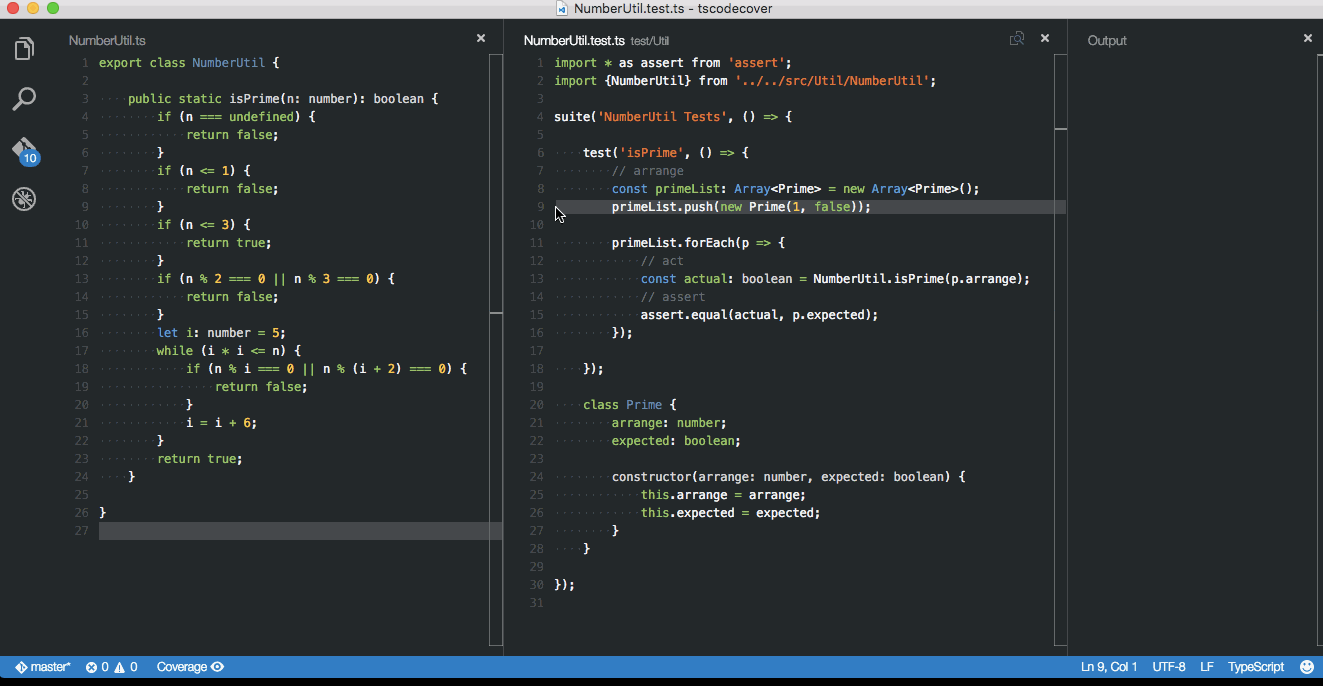 NumberUtil.test.ts - tscodecover
10
NumberUtil.ts
1 export class NumberUtil {
2
3 public static isPrime(n: number): boolean {
4 if (n === undefined) {
5 return false;
6 }
7 if (n <= 1) {
8 return false;
9 }
10 if (n <= 3) {
11 return true;
12 }
13 if (n % 2 === 0 || n % 3 === 0) {
14 return false;
15 }
16 let i: number = 5;
17 while (i * i <= n) {
18 if (n % i === 0 || n % (i + 2) === 0) {
19 return false;
20 }
21 i = i + 6;
22 }
23 return true;
24 }
25
26 }
27
NumberUtil.test.ts test/Util
1 import * as assert from 'assert';
2 import {NumberUtil} from '../../src/Util/NumberUtil';
3
4 suite('NumberUtil Tests', () => {
5
6 test('isPrime', () => {
7 // arrange
8 const primeList: Array<Prime> = new Array<Prime>();
9 primeList.push(new Prime(1, false));
10
11 primeList.forEach(p => {
12 // act
13 const actual: boolean = NumberUtil.isPrime(p.arrange);
14 // assert
15 assert.equal(actual, p.expected);
16 });
17
18 });
19
20 class Prime {
21 arrange: number;
22 expected: boolean;
23
24 constructor(arrange: number, expected: boolean) {
25 this.arrange = arrange;
26 this.expected = expected;
27 }
28 }
29
30 });
31
Output
master* 0 0 Coverage
Ln 9, Col 1 UTF-8 LF TypeScript